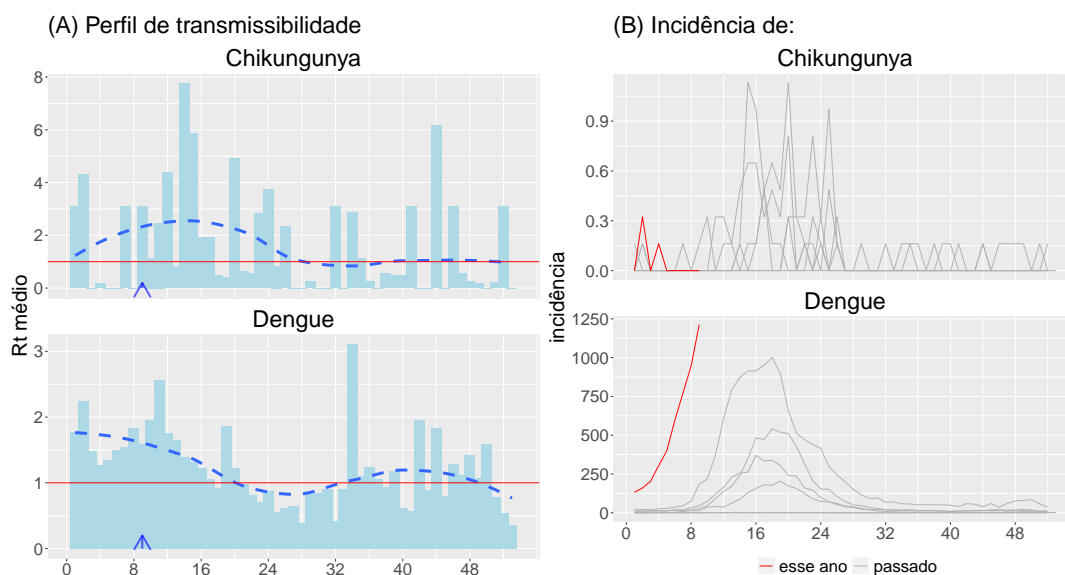 (A) Perfil de transmissibilidade
Chikungunya
8
6
4
2
0
Dengue
3
2
1
0
0 8 16 24 32 40 48
Rt médio
(B) Incidência de:
Chikungunya
0.9
0.6
0.3
0.0
Dengue
1250
1000
750
500
250
0
0 8 16 24 32 40 48
incidência
esse ano passado